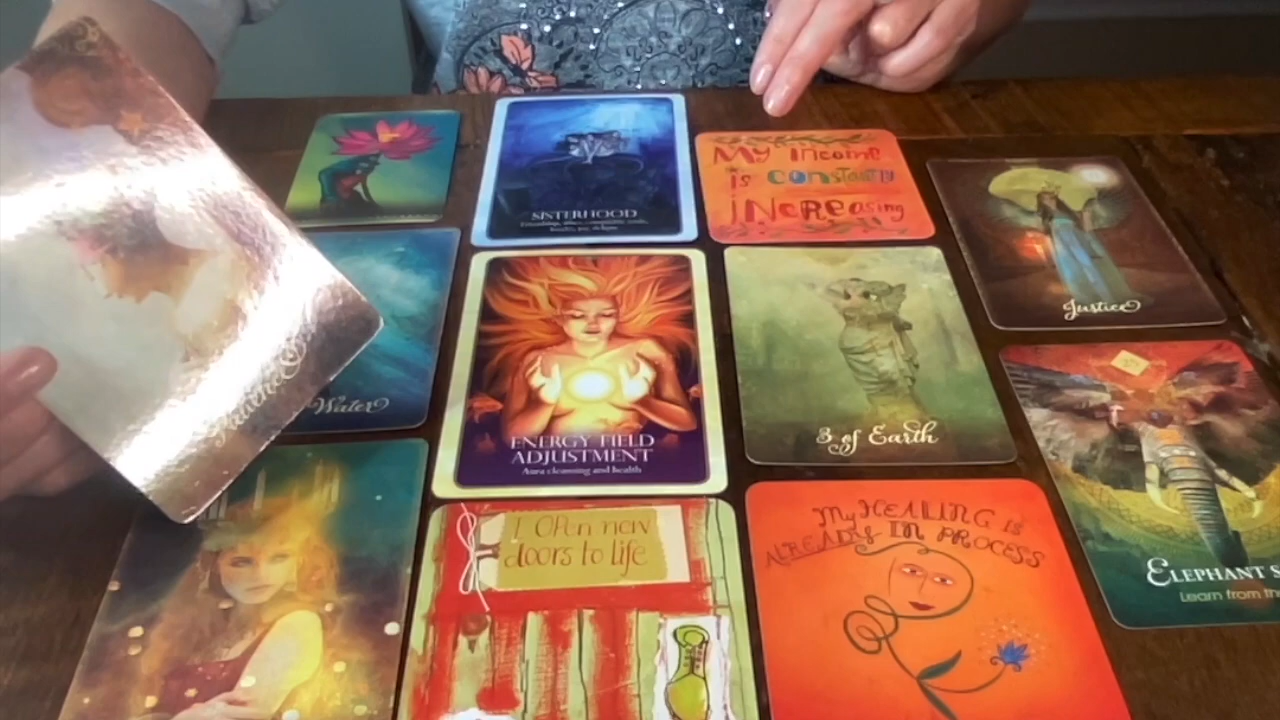 SISTERHOOD
My income
is constantly
increasing
Justice
Water
ENERGY FIELD
ADJUSTMENT
Aura cleansing and health
3 of Earth
ELEPHANT S
Learn from th
I Open new
doors to life
My HEALING is
ALREADY IN PROCESS